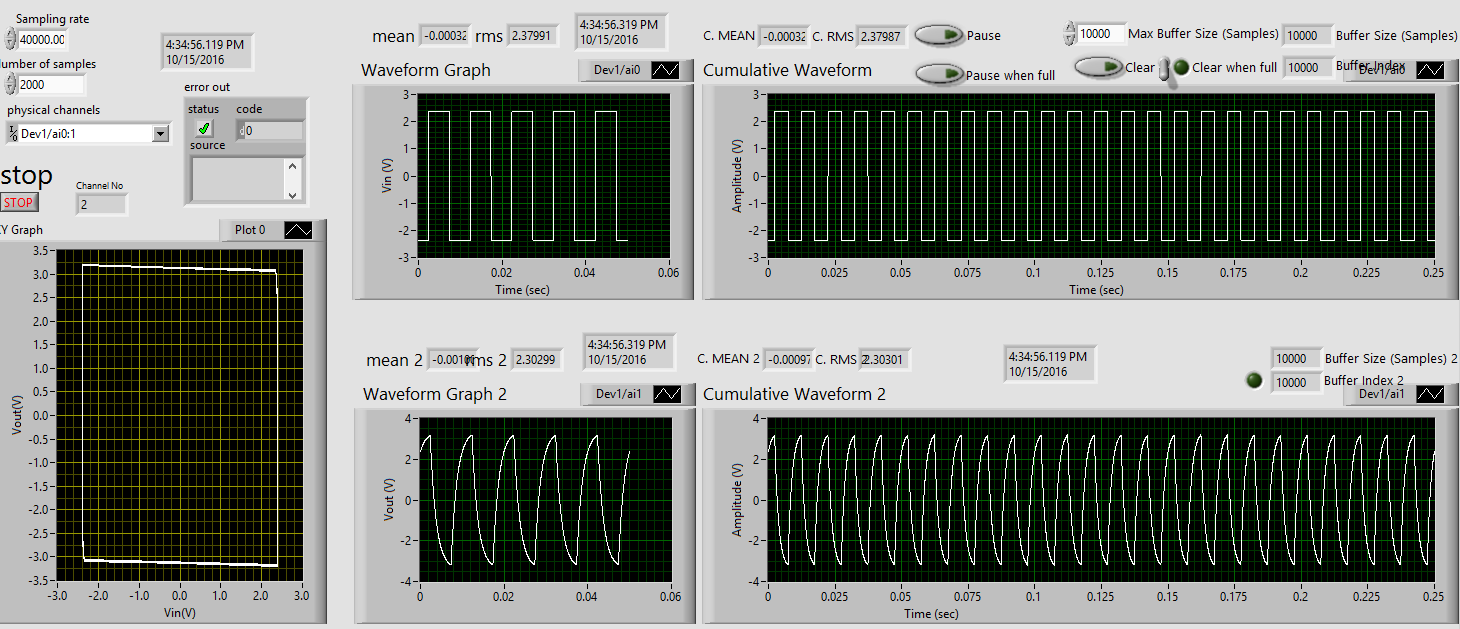 Sampling rate
40000.00
umber of samples
2000
physical channels
Dev1/ai0:1
stop
STOP
Channel No
2
4:34:56.119 PM
10/15/2016
error out
status code
0
source
mean -0.00032 rms 2.37991
4:34:56.319 PM
10/15/2016
Waveform Graph
Dev1/ai0
3
2
1
0
-1
-2
-3
Vin (V)
0 0.02 0.04 0.06
Time (sec)
C. MEAN -0.00032 C. RMS 2.37987
Pause
Pause when full
10000 Max Buffer Size (Samples)
10000 Buffer Size (Samples)
Clear
Clear when full
10000 Buffer Index
Cumulative Waveform
Dev1/ai0
3
2
1
0
-1
-2
-3
Amplitude (V)
0 0.025 0.05 0.075 0.1 0.125 0.15 0.175 0.2 0.225 0.25
Time (sec)
Y Graph
Plot 0
3.5
3.0
2.5
2.0
1.5
1.0
0.5
0.0
-0.5
-1.0
-1.5
-2.0
-2.5
-3.0
-3.5
Vout(V)
-3.0 -2.0 -1.0 0.0 1.0 2.0 3.0
Vin(V)
mean 2 rms 2 2.30299
4:34:56.319 PM
10/15/2016
Waveform Graph 2
Dev1/ai1
4
2
0
-2
-4
Vout (V)
0 0.02 0.04 0.06
C. MEAN 2 -0.00097 C. RMS 2 2.30301
4:34:56.119 PM
10/15/2016
10000 Buffer Size (Samples) 2
10000 Buffer Index 2
Cumulative Waveform 2
Dev1/ai1
4
2
0
-2
-4
Amplitude (V)
0 0.025 0.05 0.075 0.1 0.125 0.15 0.175 0.2 0.225 0.25
Time (sec)